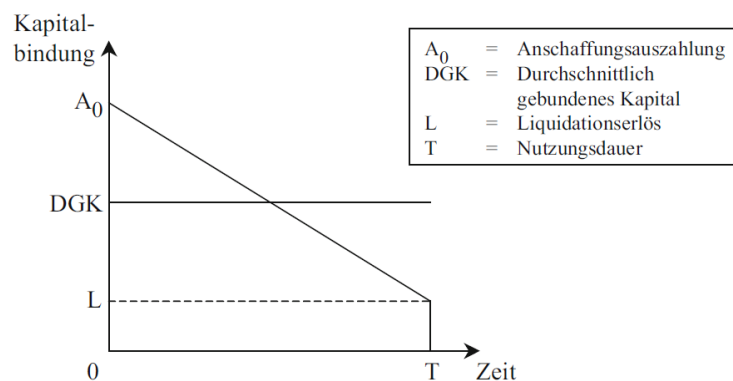 Kapital-
bindung
A0 = Anschaffungsauszahlung
DGK = Durchschnittlich
gebundenes Kapital
L = Liquidationserlös
T = Nutzungsdauer
A0
DGK
L
0
T
Zeit